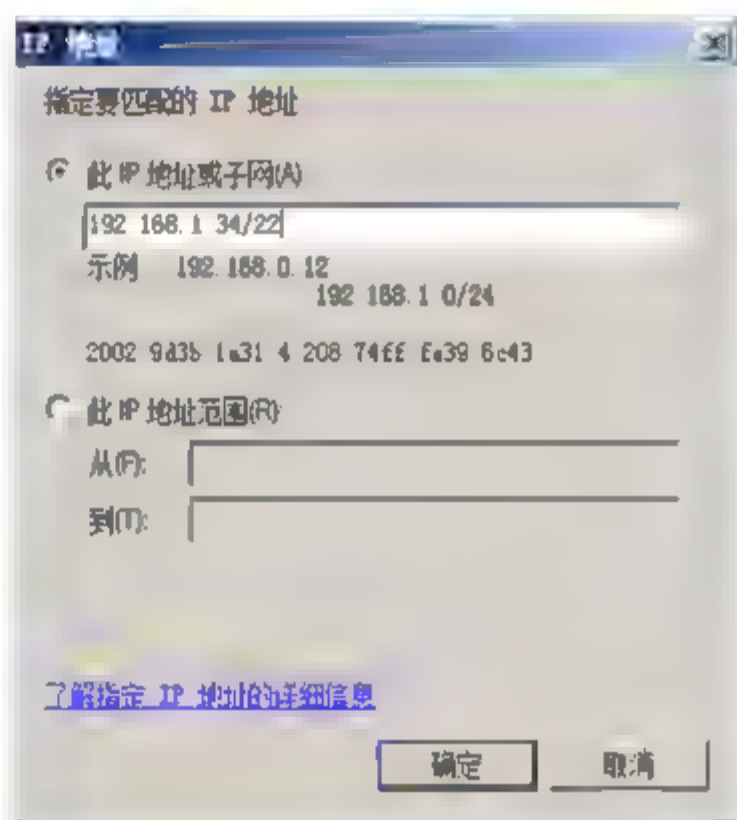 IP 地址
指定要匹配的 IP 地址
此 IP 地址或子网(A)
192 168.1 34/22
示例 192.168.0.12
192 168.1 0/24
2002 9d3b 1a31 4 208 74ff fe39 6c43
此 IP 地址范围(R)
从(F):
到(T):
了解指定 IP 地址的详细信息
确定
取消